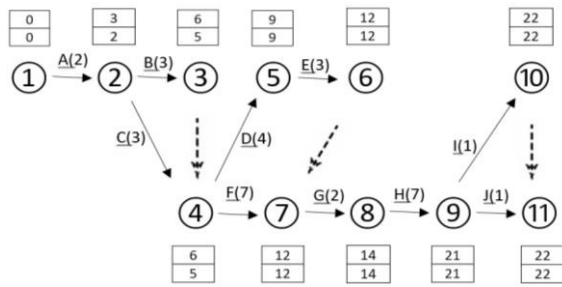 0 3 6 9 12 22
0 2 5 9 12 22
A(2) B(3) E(3)
1 2 3 5 6 10
C(3) D(4) I(1)
F(7) G(2) H(7) J(1)
4 7 8 9 11
6 12 14 21 22
5 12 14 21 22